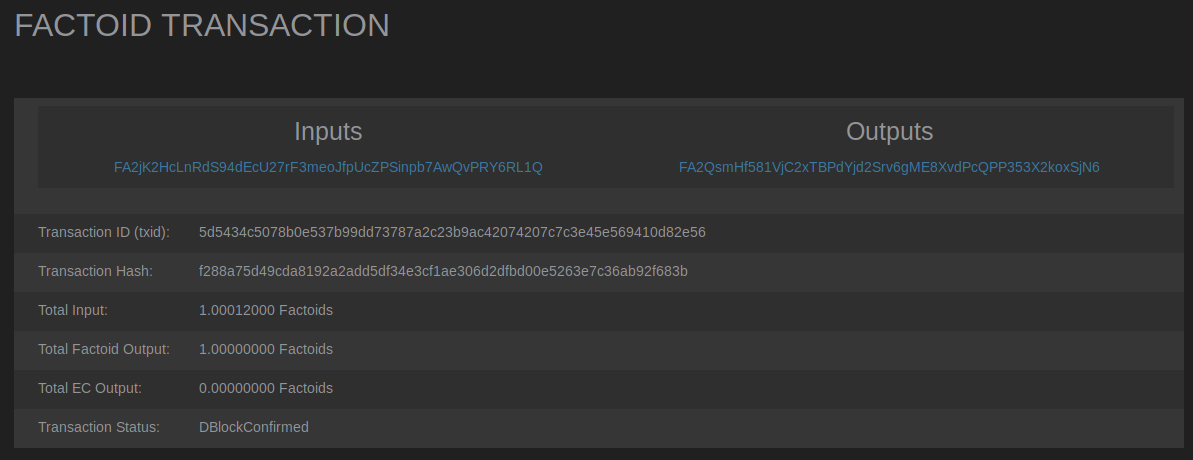 FACTOID TRANSACTION
Inputs
Outputs
FA2jK2HcLnRdS94dEcU27rF3meoJfpUcZPSinpb7AwQvPRY6RL1Q
FA2QsmHf581VjC2xTBPdYjd2Srv6gME8XvdPcQPP353X2koxSjN6
Transaction ID (txid): 5d5434c5078b0e537b99dd73787a2c23b9ac42074207c7c3e45e569410d82e56
Transaction Hash: f288a75d49cda8192a2add5df34e3cf1ae306d2dfbd00e5263e7c36ab92f683b
Total Input: 1.00012000 Factoids
Total Factoid Output: 1.00000000 Factoids
Total EC Output: 0.00000000 Factoids
Transaction Status: DBlockConfirmed